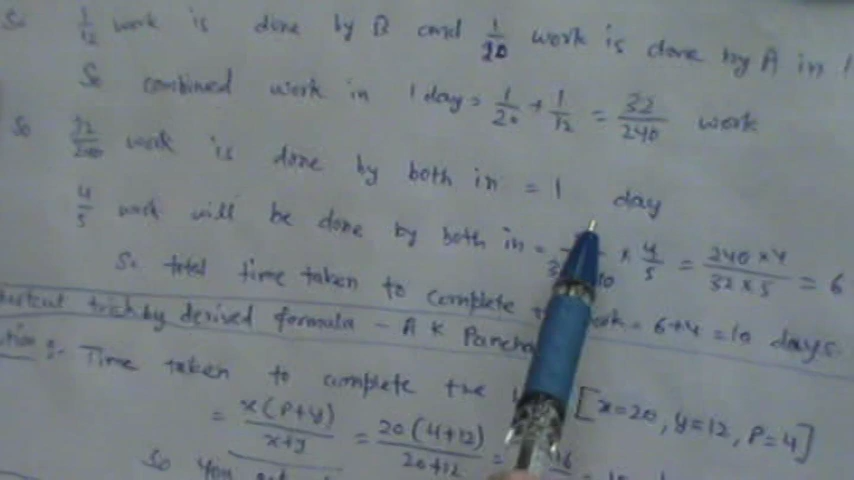 So 1/12 work is done by B and 1/20 work is done by A in 1
So combined work in 1 day = 1/20 + 1/12 = 32/240 work
So 32/240 work is done by both in = 1 day
4/5 work will be done by both in = × 4/5 = 240×4/32×5 = 6
So total time taken to complete = 6+4 = 10 days.
trick by derived formula - A K
:- Time taken to complete the [x=20, y=12, P=4]
= x(P+y)/x+y = 20(4+12)/20+12 =
So You